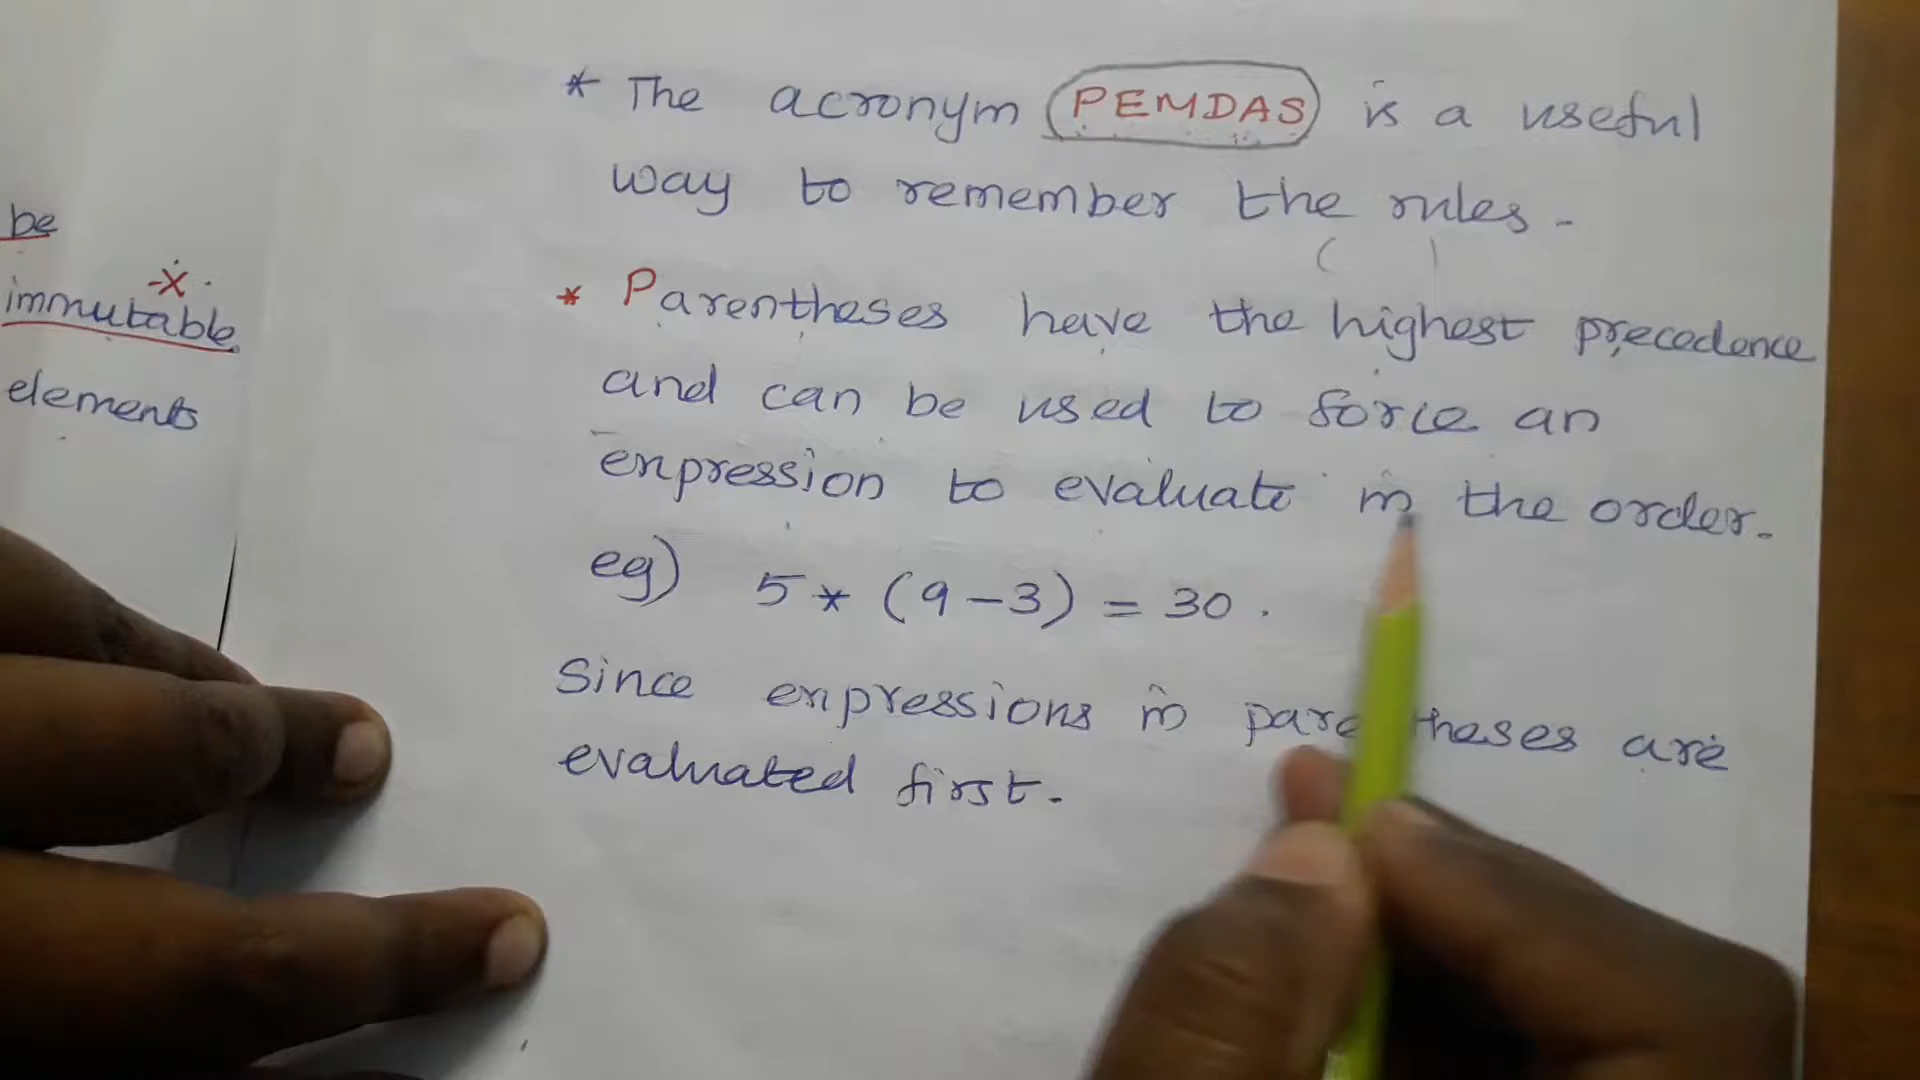 be
immutable
elements
* The acronym PEMDAS is a useful
way to remember the rules.
( )
* Parentheses have the highest precedence
and can be used to force an
expression to evaluate in the order.
eg) 5 * (9 - 3) = 30.
Since expressions in parentheses are
evaluated first.